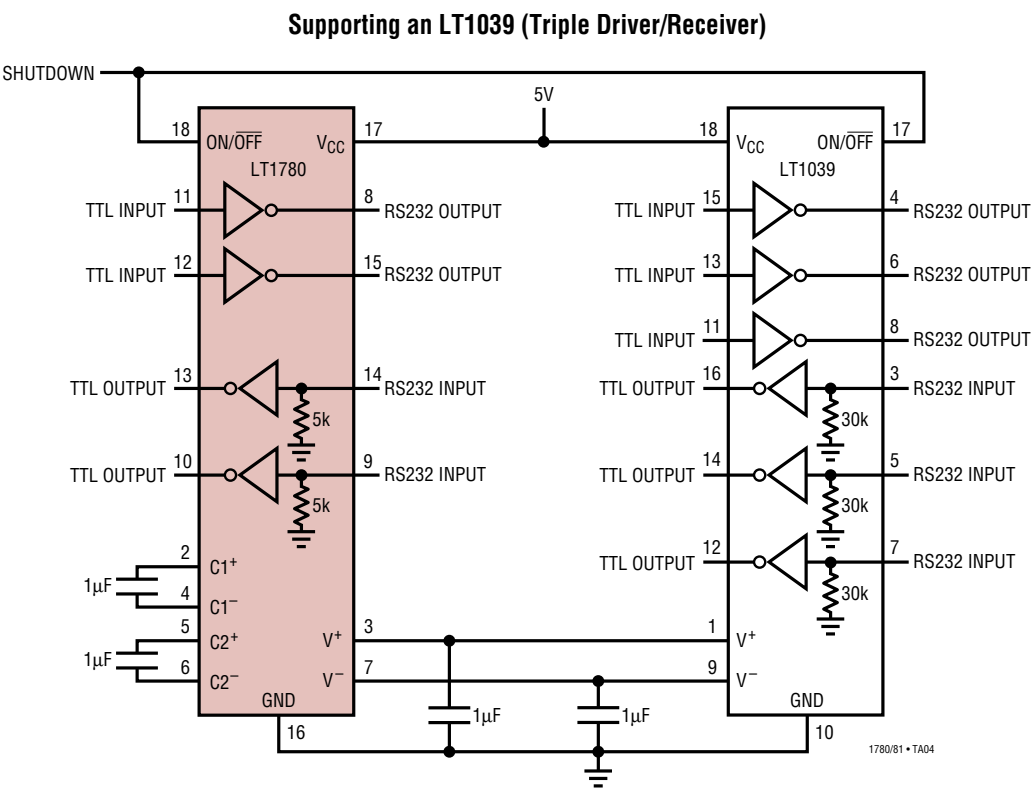 Supporting an LT1039 (Triple Driver/Receiver)
SHUTDOWN
5V
18 ON/OFF VCC 17
LT1780
18 VCC ON/OFF 17
LT1039
TTL INPUT 11 8 RS232 OUTPUT
TTL INPUT 15 4 RS232 OUTPUT
TTL INPUT 12 15 RS232 OUTPUT
TTL INPUT 13 6 RS232 OUTPUT
TTL INPUT 11 8 RS232 OUTPUT
TTL OUTPUT 13 14 RS232 INPUT
5k
TTL OUTPUT 16 3 RS232 INPUT
30k
TTL OUTPUT 10 9 RS232 INPUT
5k
TTL OUTPUT 14 5 RS232 INPUT
30k
TTL OUTPUT 12 7 RS232 INPUT
30k
2 C1+
1µF
4 C1−
5 C2+ V+ 3
1 V+
1µF
6 C2− V− 7
9 V−
GND
16
1µF
1µF
GND
10
1780/81 • TA04